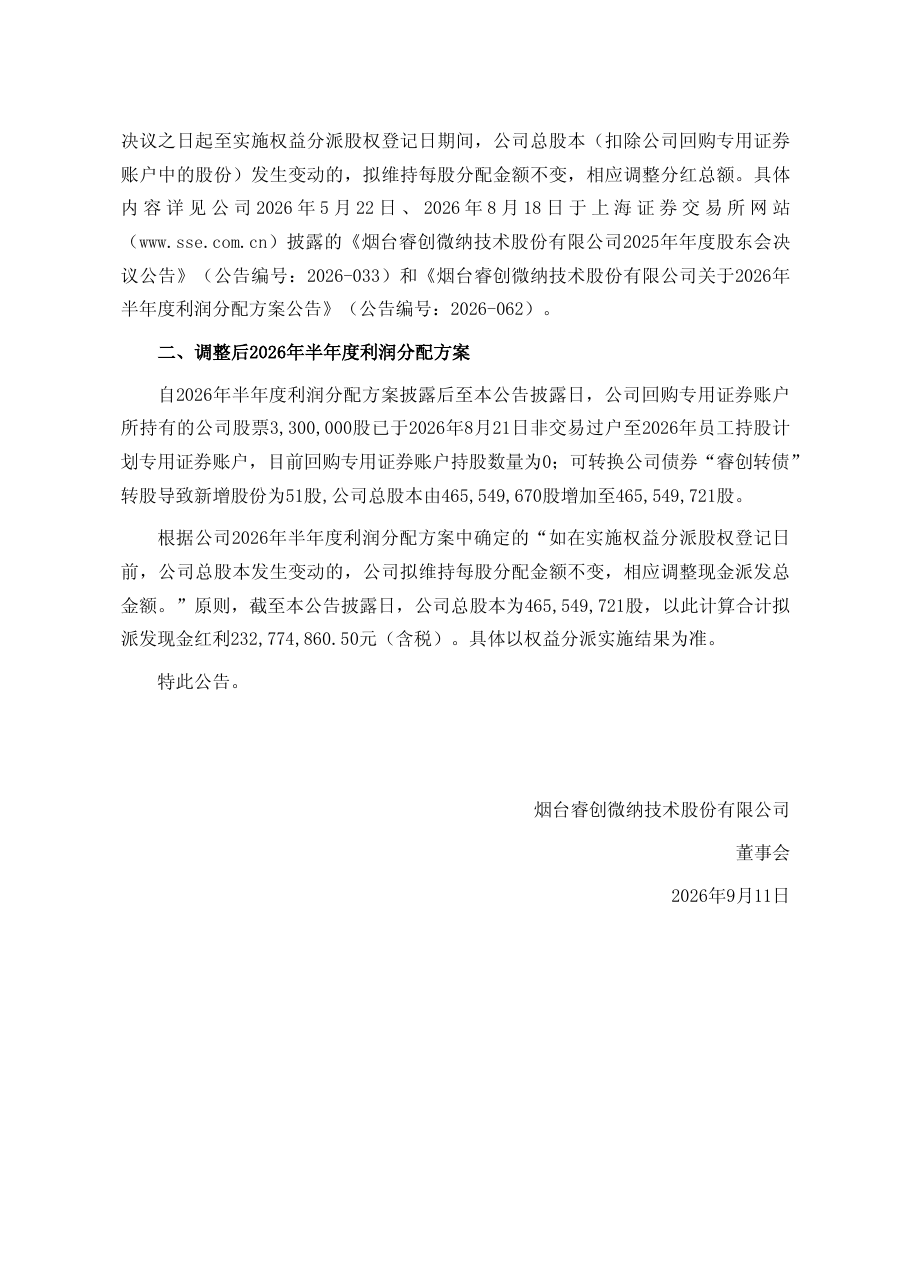 决议之日起至实施权益分派股权登记日期间，公司总股本（扣除公司回购专用证券
账户中的股份）发生变动的，拟维持每股分配金额不变，相应调整分红总额。具体
内容详见公司2026年5月22日、2026年8月18日于上海证券交易所网站
（www.sse.com.cn）披露的《烟台睿创微纳技术股份有限公司2025年年度股东会决
议公告》（公告编号：2026-033）和《烟台睿创微纳技术股份有限公司关于2026年
半年度利润分配方案公告》（公告编号：2026-062）。
二、调整后2026年半年度利润分配方案
自2026年半年度利润分配方案披露后至本公告披露日，公司回购专用证券账户
所持有的公司股票3,300,000股已于2026年8月21日非交易过户至2026年员工持股计
划专用证券账户，目前回购专用证券账户持股数量为0；可转换公司债券“睿创转债”
转股导致新增股份为51股,公司总股本由465,549,670股增加至465,549,721股。
根据公司2026年半年度利润分配方案中确定的“如在实施权益分派股权登记日
前，公司总股本发生变动的，公司拟维持每股分配金额不变，相应调整现金派发总
金额。”原则，截至本公告披露日，公司总股本为465,549,721股，以此计算合计拟
派发现金红利232,774,860.50元（含税）。具体以权益分派实施结果为准。
特此公告。
烟台睿创微纳技术股份有限公司
董事会
2026年9月11日